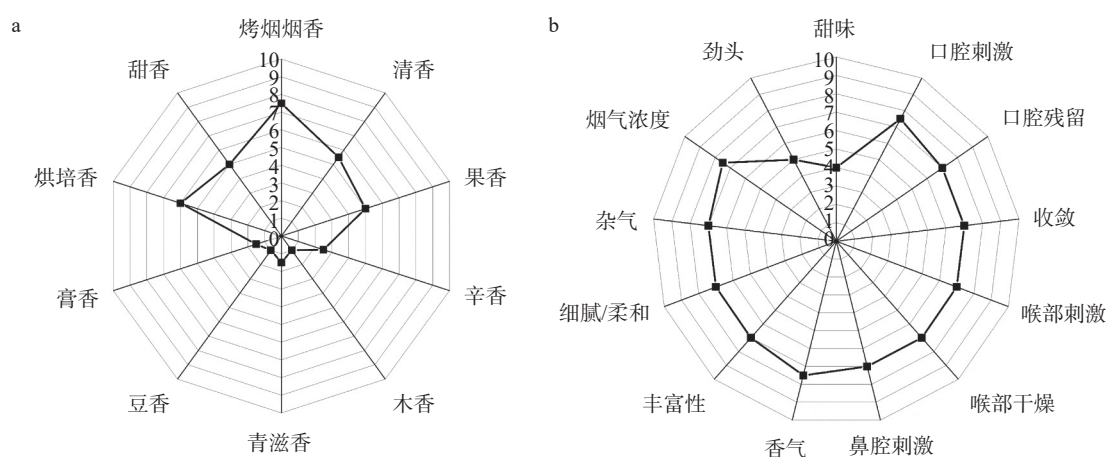 a
烤烟烟香
清香
果香
辛香
木香
青滋香
豆香
膏香
烘培香
甜香
10
9
8
7
6
5
4
3
2
1
0
b
甜味
口腔刺激
口腔残留
收敛
喉部刺激
喉部干燥
鼻腔刺激
香气
丰富性
细腻/柔和
杂气
烟气浓度
劲头
10
9
8
7
6
5
4
3
2
1
0